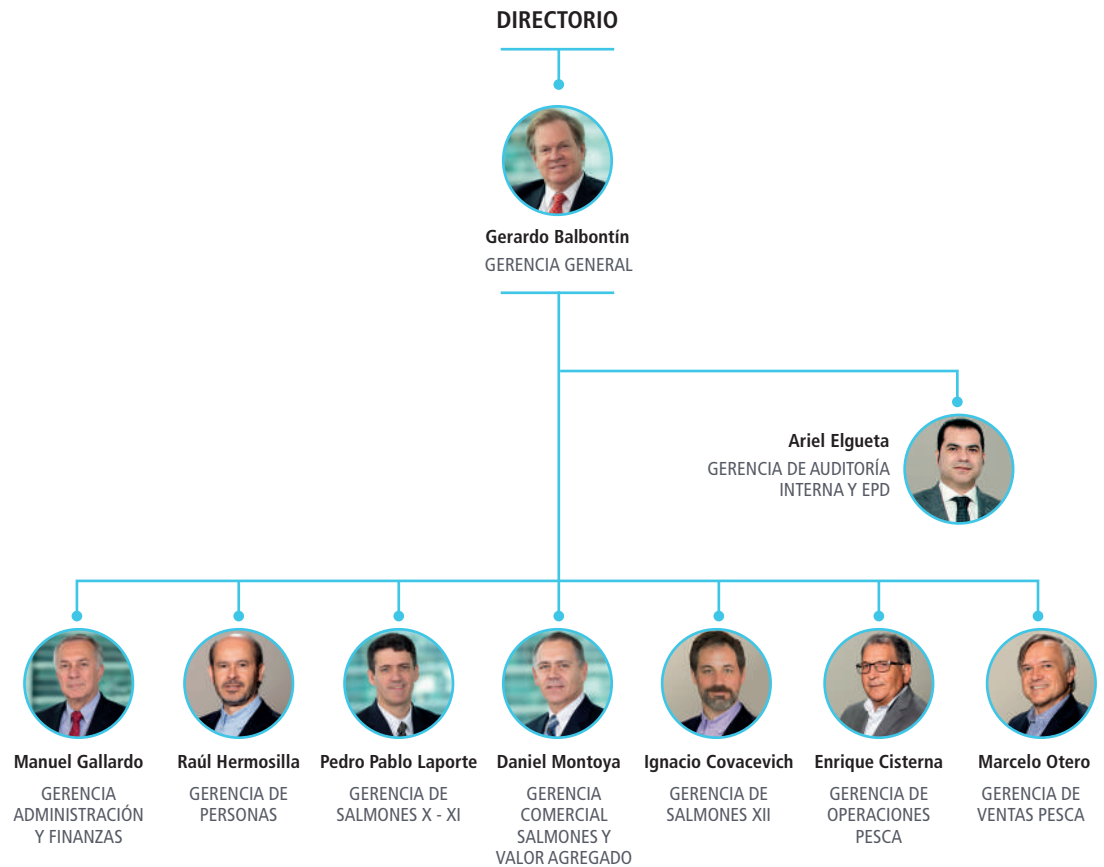 DIRECTORIO
Gerardo Balbontín
GERENCIA GENERAL
Ariel Elgueta
GERENCIA DE AUDITORÍA
INTERNA Y EPD
Manuel Gallardo
GERENCIA
ADMINISTRACIÓN
Y FINANZAS
Raúl Hermosilla
GERENCIA DE
PERSONAS
Pedro Pablo Laporte
GERENCIA DE
SALMONES X - XI
Daniel Montoya
GERENCIA
COMERCIAL
SALMONES Y
VALOR AGREGADO
Ignacio Covacevich
GERENCIA DE
SALMONES XII
Enrique Cisterna
GERENCIA DE
OPERACIONES
PESCA
Marcelo Otero
GERENCIA DE
VENTAS PESCA